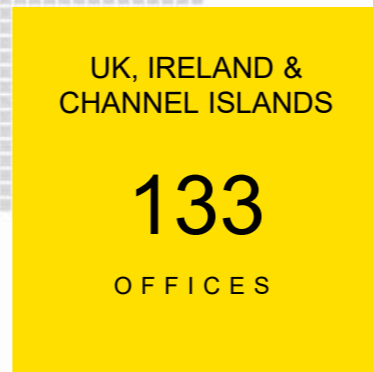 UK, IRELAND &
CHANNEL ISLANDS
133
OFFICES